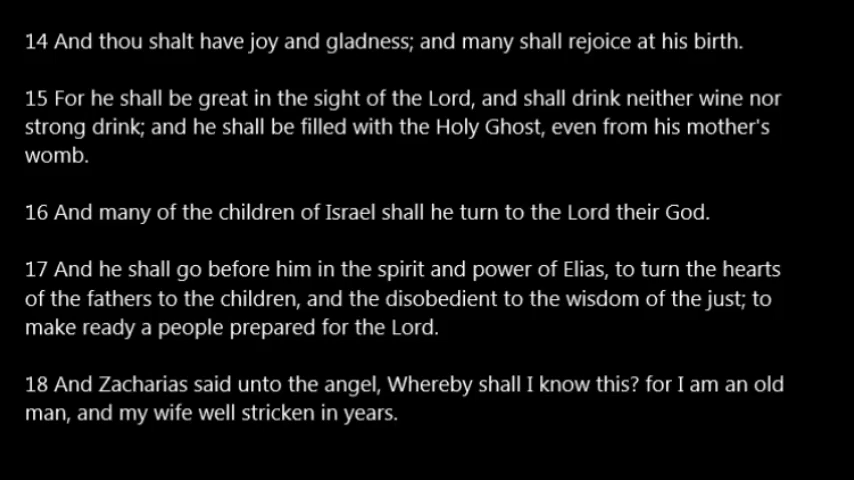 14 And thou shalt have joy and gladness; and many shall rejoice at his birth.
15 For he shall be great in the sight of the Lord, and shall drink neither wine nor
strong drink; and he shall be filled with the Holy Ghost, even from his mother's
womb.
16 And many of the children of Israel shall he turn to the Lord their God.
17 And he shall go before him in the spirit and power of Elias, to turn the hearts
of the fathers to the children, and the disobedient to the wisdom of the just; to
make ready a people prepared for the Lord.
18 And Zacharias said unto the angel, Whereby shall I know this? for I am an old
man, and my wife well stricken in years.